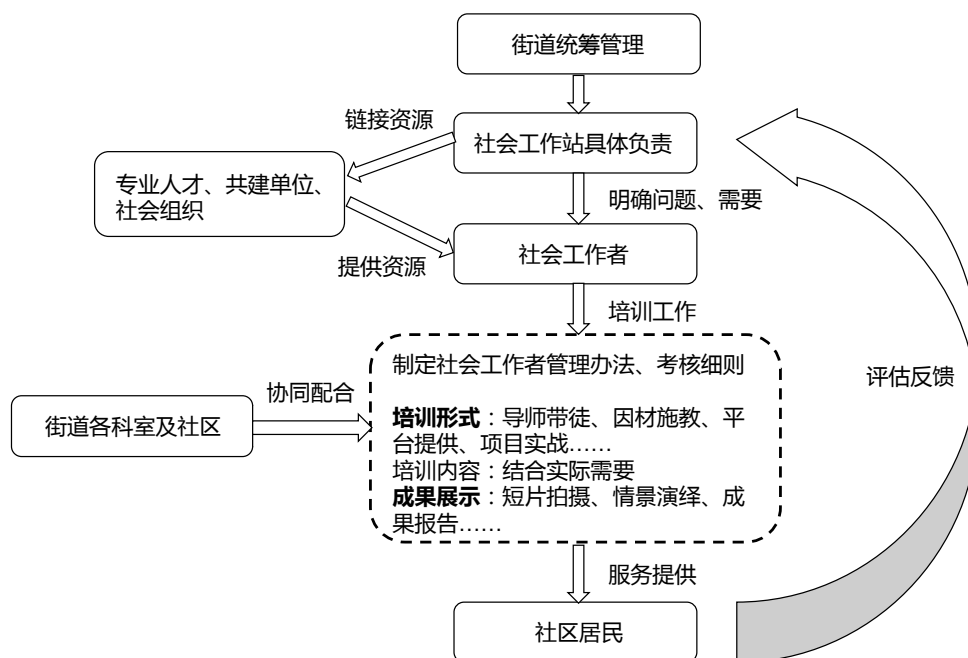 街道统筹管理
链接资源
社会工作站具体负责
专业人才、共建单位、
社会组织
明确问题、需要
提供资源
社会工作者
培训工作
制定社会工作者管理办法、考核细则
评估反馈
协同配合
街道各科室及社区
培训形式：导师带徒、因材施教、平
台提供、项目实战……
培训内容：结合实际需要
成果展示：短片拍摄、情景演绎、成
果报告……
服务提供
社区居民